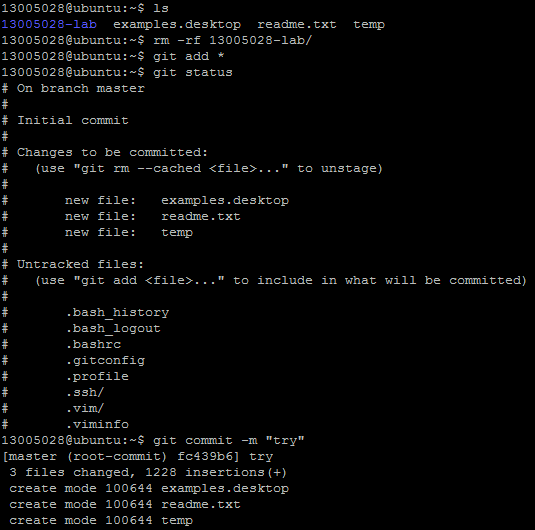 13005028@ubuntu:~$ ls
13005028-lab  examples.desktop  readme.txt  temp
13005028@ubuntu:~$ rm -rf 13005028-lab/
13005028@ubuntu:~$ git add *
13005028@ubuntu:~$ git status
# On branch master
#
# Initial commit
#
# Changes to be committed:
#   (use "git rm --cached <file>..." to unstage)
#
#       new file:   examples.desktop
#       new file:   readme.txt
#       new file:   temp
#
# Untracked files:
#   (use "git add <file>..." to include in what will be committed)
#
#       .bash_history
#       .bash_logout
#       .bashrc
#       .gitconfig
#       .profile
#       .ssh/
#       .vim/
#       .viminfo
13005028@ubuntu:~$ git commit -m "try"
[master (root-commit) fc439b6] try
 3 files changed, 1228 insertions(+)
 create mode 100644 examples.desktop
 create mode 100644 readme.txt
 create mode 100644 temp